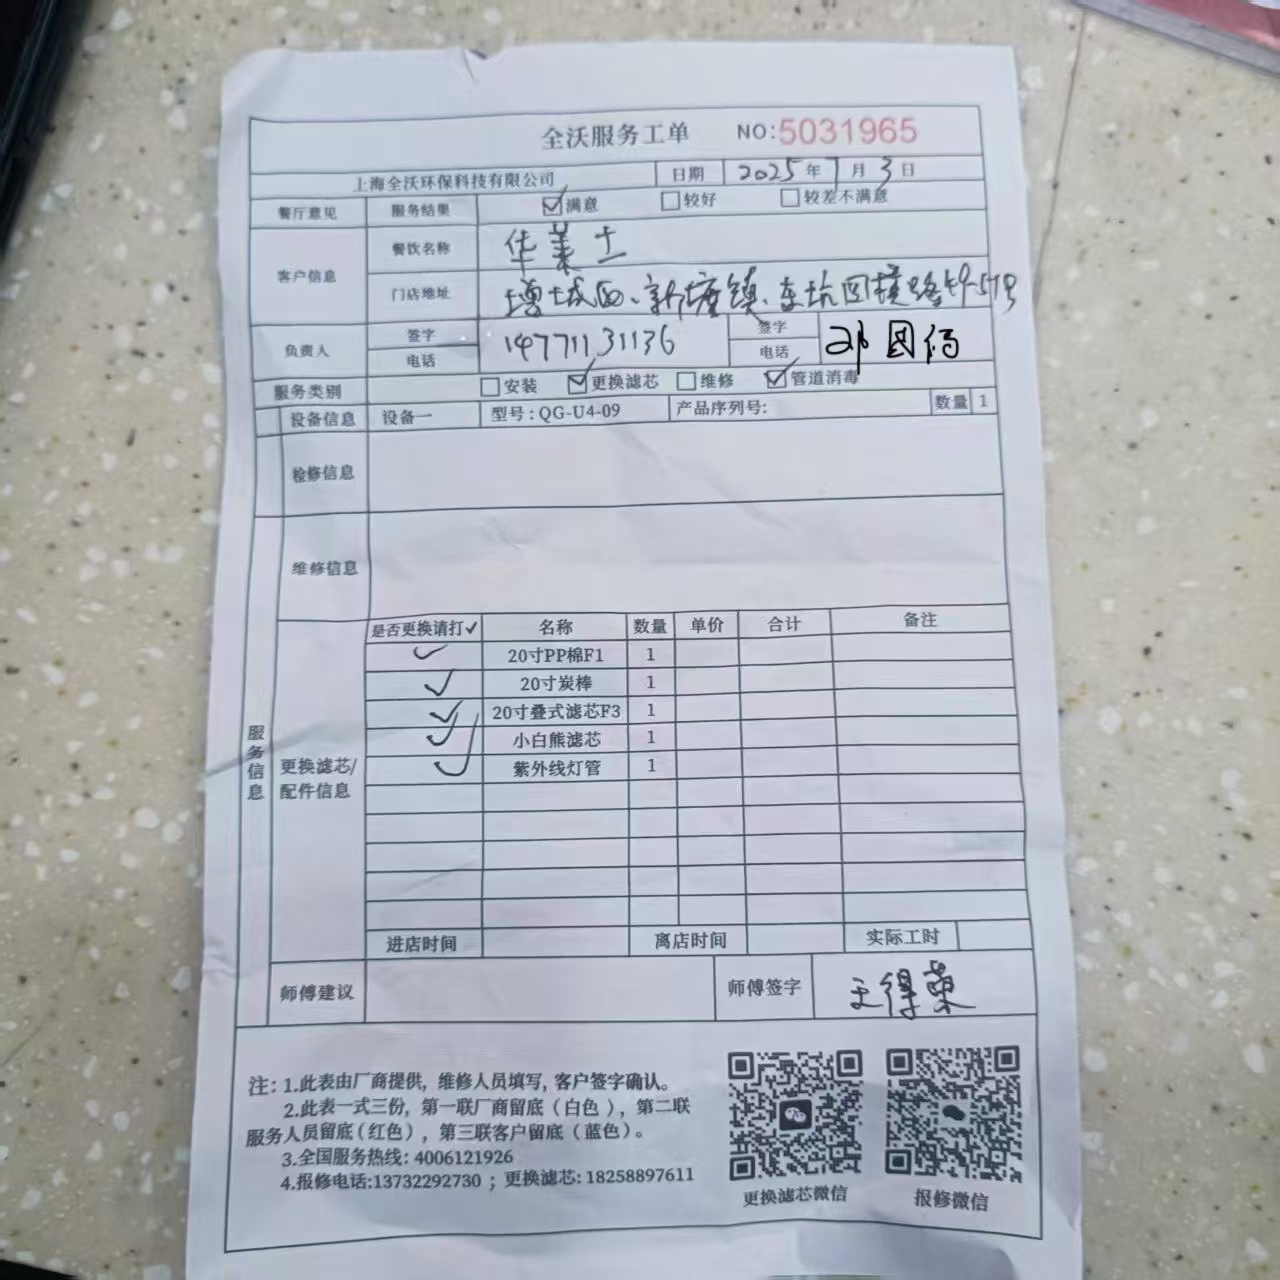 全沃服务工单 NO:5031965
上海全沃环保科技有限公司 日期 2025年7月3日
餐厅意见 服务结果 ☑满意 □较好 □较差不满意
客户信息 餐饮名称 华莱士
门店地址 增城区、新塘镇、东坑四横路
负责人 签字 电话 14771131136 签字 电话 邓
服务类别 □安装 ☑更换滤芯 □维修 ☑管道消毒
服务信息
设备信息 设备一 型号:QG-U4-09 产品序列号: 数量 1
检修信息
维修信息
更换滤芯/配件信息
是否更换请打✓ 名称 数量 单价 合计 备注
✓ 20寸PP棉F1 1
✓ 20寸炭棒 1
✓ 20寸叠式滤芯F3 1
✓ 小白熊滤芯 1
✓ 紫外线灯管 1
进店时间 离店时间 实际工时
师傅建议 师傅签字 王得荣
注: 1.此表由厂商提供, 维修人员填写, 客户签字确认。
2.此表一式三份, 第一联厂商留底(白色), 第二联
服务人员留底(红色), 第三联客户留底(蓝色)。
3.全国服务热线: 4006121926
4.报修电话:13732292730 ; 更换滤芯: 18258897611
更换滤芯微信 报修微信